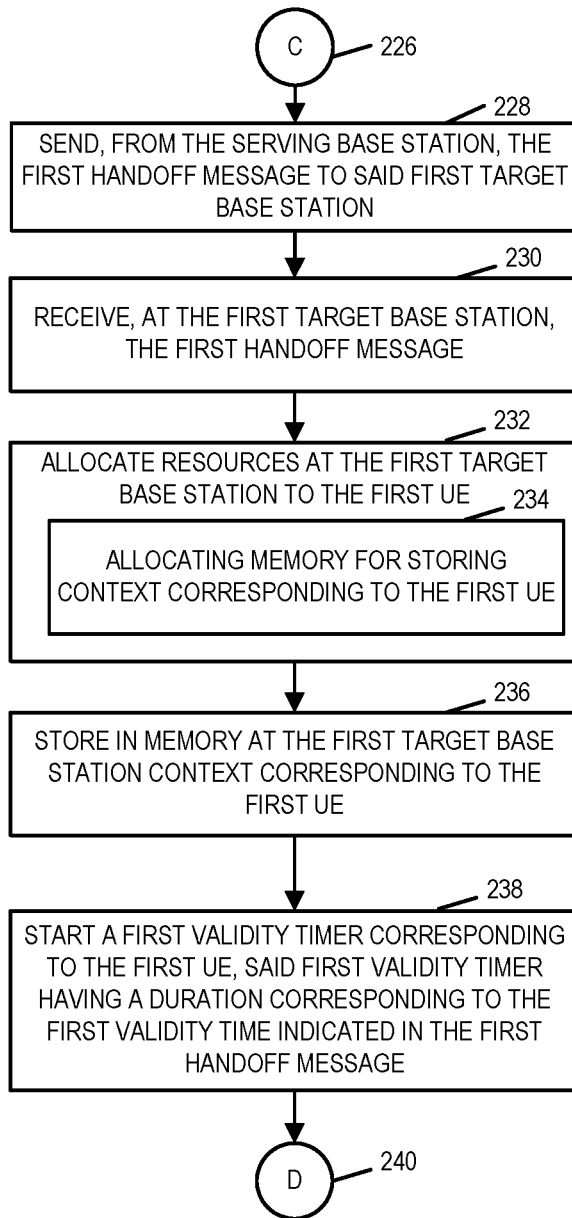 C
226
228
SEND, FROM THE SERVING BASE STATION, THE
FIRST HANDOFF MESSAGE TO SAID FIRST TARGET
BASE STATION
230
RECEIVE, AT THE FIRST TARGET BASE STATION,
THE FIRST HANDOFF MESSAGE
232
ALLOCATE RESOURCES AT THE FIRST TARGET
BASE STATION TO THE FIRST UE
234
ALLOCATING MEMORY FOR STORING
CONTEXT CORRESPONDING TO THE FIRST UE
236
STORE IN MEMORY AT THE FIRST TARGET BASE
STATION CONTEXT CORRESPONDING TO THE
FIRST UE
238
START A FIRST VALIDITY TIMER CORRESPONDING
TO THE FIRST UE, SAID FIRST VALIDITY TIMER
HAVING A DURATION CORRESPONDING TO THE
FIRST VALIDITY TIME INDICATED IN THE FIRST
HANDOFF MESSAGE
D
240